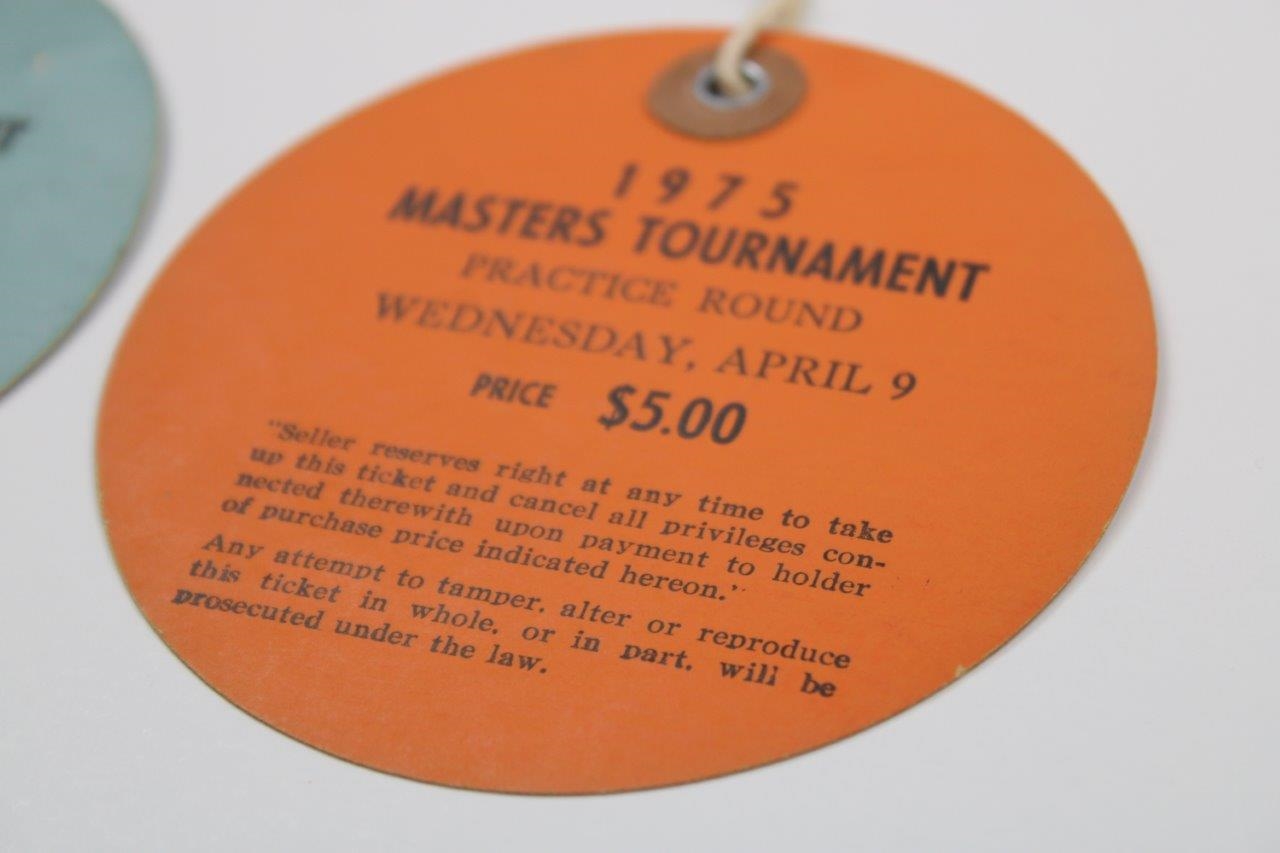 1975
MASTERS TOURNAMENT
PRACTICE ROUND
WEDNESDAY, APRIL 9
PRICE $5.00
"Seller reserves right at any time to take
up this ticket and cancel all privileges con-
nected therewith upon payment to holder
of purchase price indicated hereon."
Any attempt to tamper, alter or reproduce
this ticket in whole, or in part, will be
prosecuted under the law.